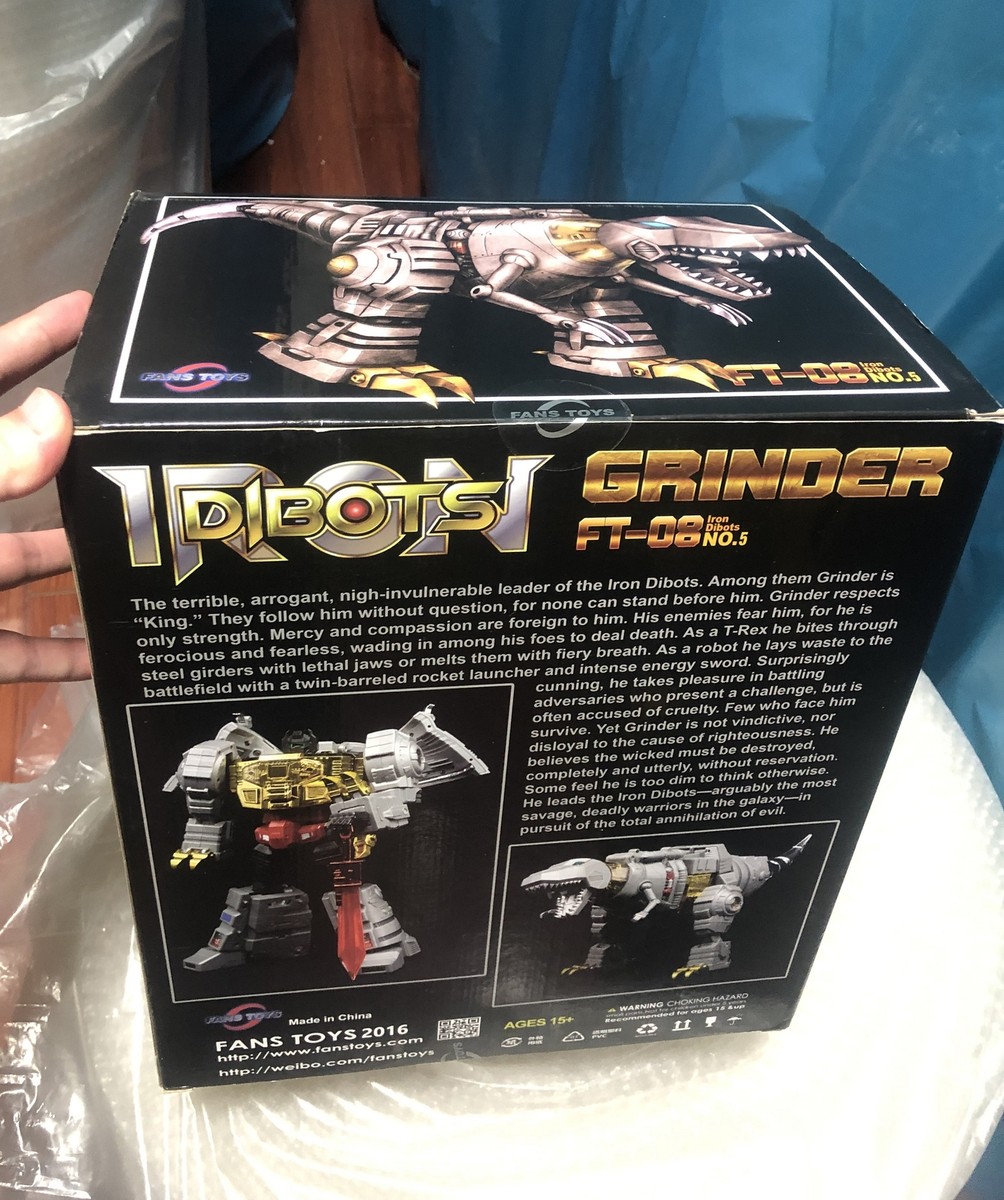 FANS TOYS
FT-08 Iron Dibots NO.5
FANS TOYS
IRON
DIBOTS
GRINDER
FT-08 Iron Dibots NO.5
The terrible, arrogant, nigh-invulnerable leader of the Iron Dibots. Among them Grinder is
“King.” They follow him without question, for none can stand before him. Grinder respects
only strength. Mercy and compassion are foreign to him. His enemies fear him, for he is
ferocious and fearless, wading in among his foes to deal death. As a T-Rex he bites through
steel girders with lethal jaws or melts them with fiery breath. As a robot he lays waste to the
battlefield with a twin-barreled rocket launcher and intense energy sword. Surprisingly
cunning, he takes pleasure in battling
adversaries who present a challenge, but is
often accused of cruelty. Few who face him
survive. Yet Grinder is not vindictive, nor
disloyal to the cause of righteousness. He
believes the wicked must be destroyed,
completely and utterly, without reservation.
Some feel he is too dim to think otherwise.
He leads the Iron Dibots—arguably the most
savage, deadly warriors in the galaxy—in
pursuit of the total annihilation of evil.
FANS TOYS
Made in China
FANS TOYS 2016
http://www.fanstoys.com
http://weibo.com/fanstoys
AGES 15+
WARNING CHOKING HAZARD
small parts.Not for children under 5 years
Recommended for ages 15 &up
PVC